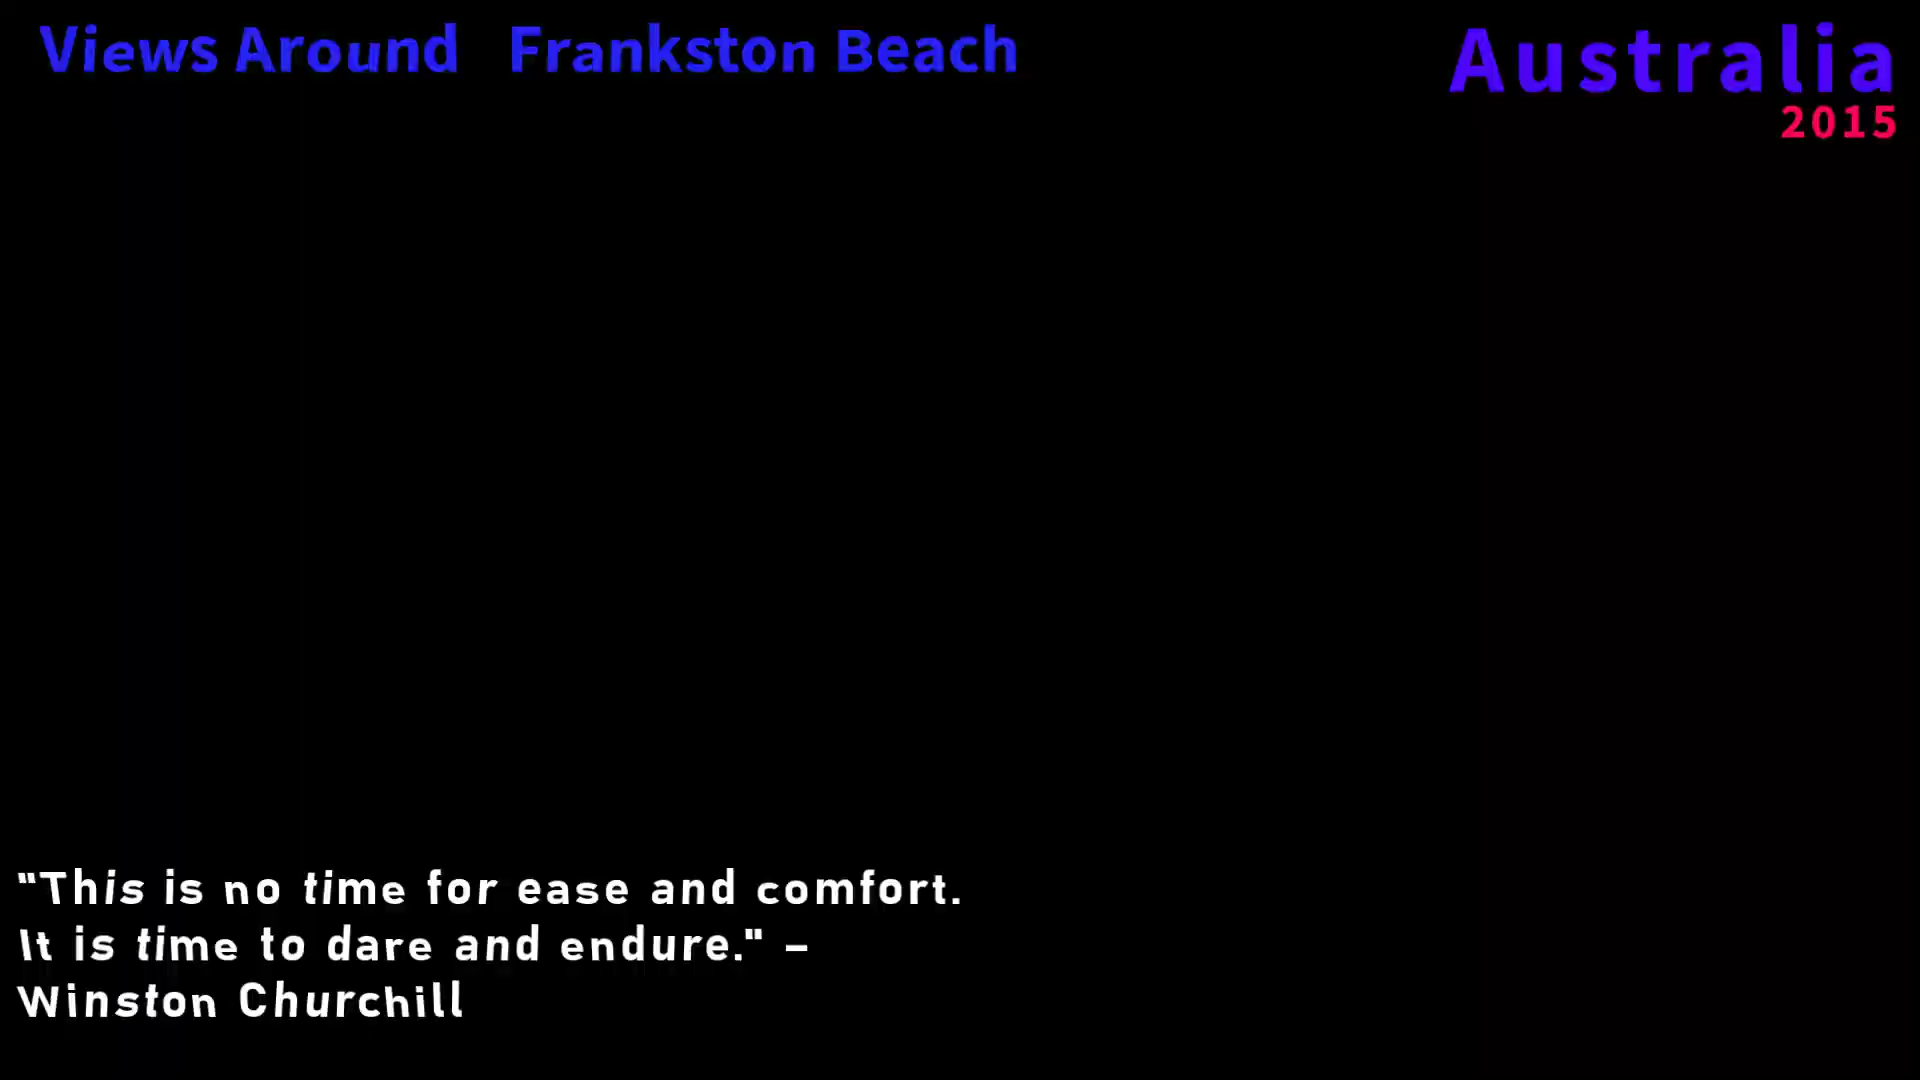 Views Around Frankston Beach
Australia
2015
"This is no time for ease and comfort.
It is time to dare and endure." –
Winston Churchill